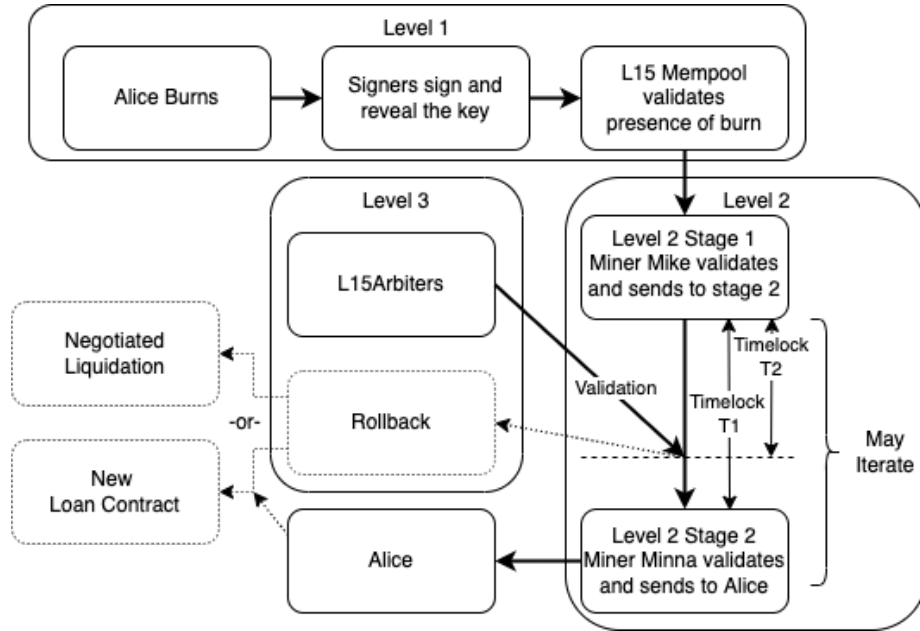 Level 1
Alice Burns
Signers sign and
reveal the key
L15 Mempool
validates
presence of burn
Level 3
L15Arbiters
Rollback
Level 2
Level 2 Stage 1
Miner Mike validates
and sends to stage 2
Timelock
T2
Timelock
T1
Validation
May
Iterate
Negotiated
Liquidation
-or-
New
Loan Contract
Alice
Level 2 Stage 2
Miner Minna validates
and sends to Alice